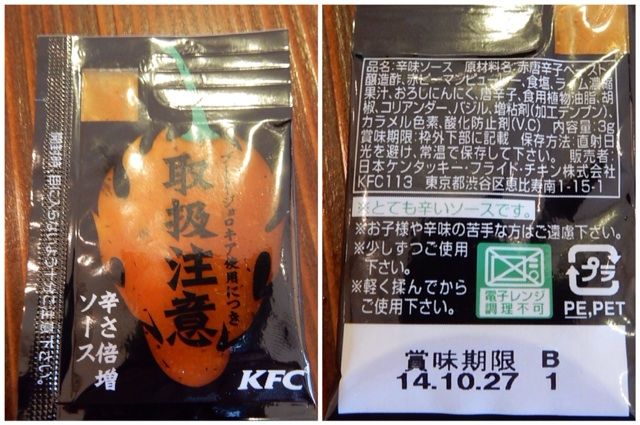 ブート・ジョロキア使用につき
取扱注意
辛さ倍増
ソース
KFC
品名:辛味ソース 原材料名:赤唐辛子ペースト、
醸造酢、赤ピーマンピューレー、食塩、ライム濃縮
果汁、おろしにんにく、唐辛子、食用植物油脂、胡
椒、コリアンダー、バジル、増粘剤(加工デンプン)、
カラメル色素、酸化防止剤(V.C) 内容量:3g
賞味期限:枠外下部に記載 保存方法:直射日
光を避け、常温で保存して下さい。 販売者:
日本ケンタッキー・フライド・チキン株式会社
KFC113 東京都渋谷区恵比寿南1-15-1
※とても辛いソースです。
※お子様や辛味の苦手な方はご遠慮下さい。
※少しずつご使用
下さい。
※軽く揉んでから
ご使用下さい。
電子レンジ
調理不可
プラ
PE,PET
賞味期限 B
14.10.27 1